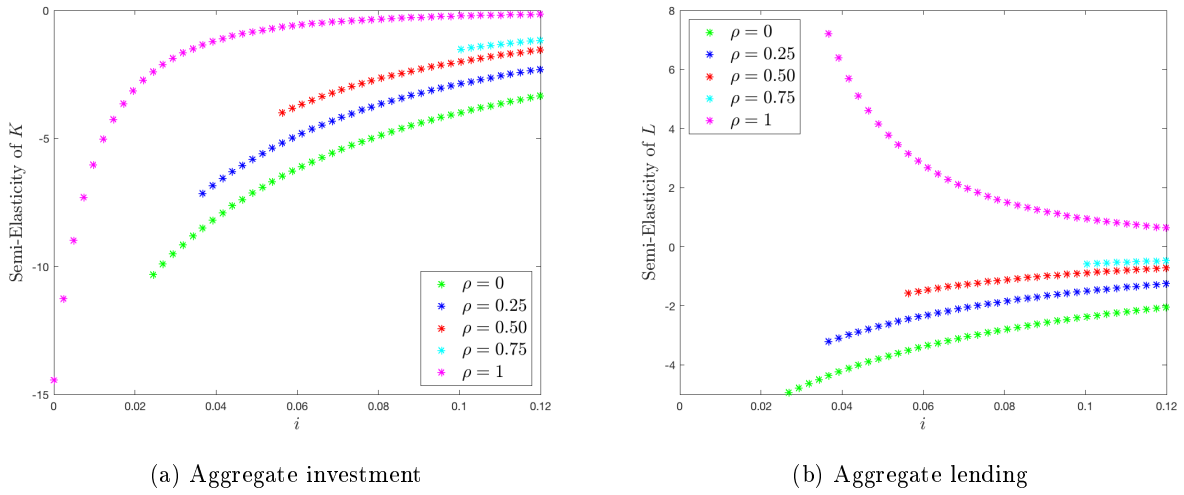 0
-5
-10
-15
Semi-Elasticity of K
0
0.02
0.04
0.06
0.08
0.1
0.12
i
ρ = 0
ρ = 0.25
ρ = 0.50
ρ = 0.75
ρ = 1
(a) Aggregate investment
8
6
4
2
0
-2
-4
Semi-Elasticity of L
0
0.02
0.04
0.06
0.08
0.1
0.12
i
ρ = 0
ρ = 0.25
ρ = 0.50
ρ = 0.75
ρ = 1
(b) Aggregate lending